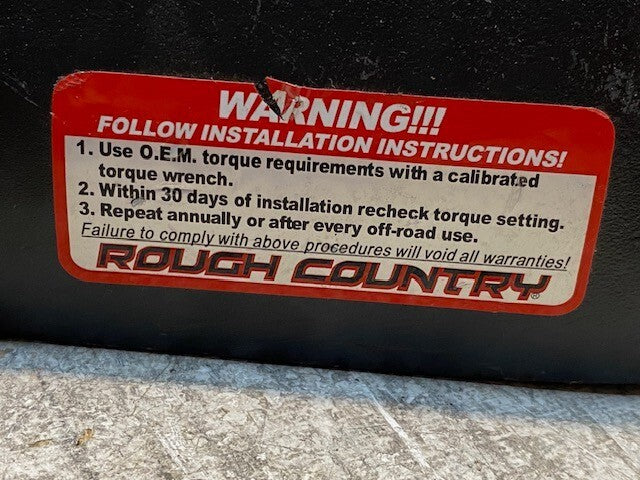 WARNING!!!
FOLLOW INSTALLATION INSTRUCTIONS!
1. Use O.E.M. torque requirements with a calibrated
torque wrench.
2. Within 30 days of installation recheck torque setting.
3. Repeat annually or after every off-road use.
Failure to comply with above procedures will void all warranties!
ROUGH COUNTRY®